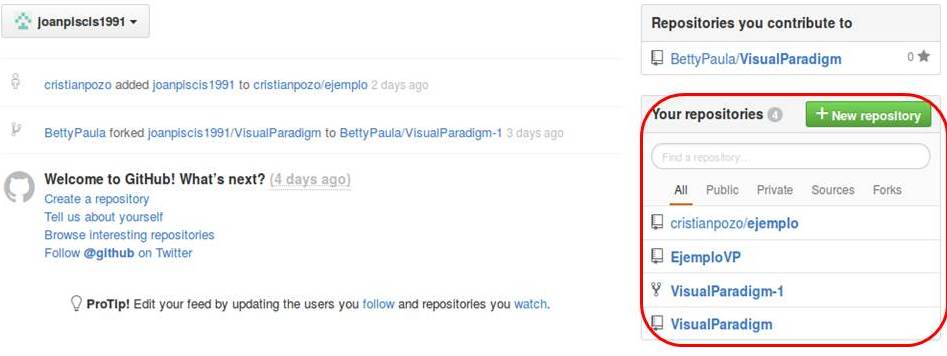 joanpiscis1991
cristianpozo added joanpiscis1991 to cristianpozo/ejemplo 2 days ago
BettyPaula forked joanpiscis1991/VisualParadigm to BettyPaula/VisualParadigm-1 3 days ago
Welcome to GitHub! What's next? (4 days ago)
Create a repository
Tell us about yourself
Browse interesting repositories
Follow @github on Twitter
ProTip! Edit your feed by updating the users you follow and repositories you watch.
Repositories you contribute to
BettyPaula/VisualParadigm 0
Your repositories 4 + New repository
Find a repository...
All Public Private Sources Forks
cristianpozo/ejemplo
EjemploVP
VisualParadigm-1
VisualParadigm